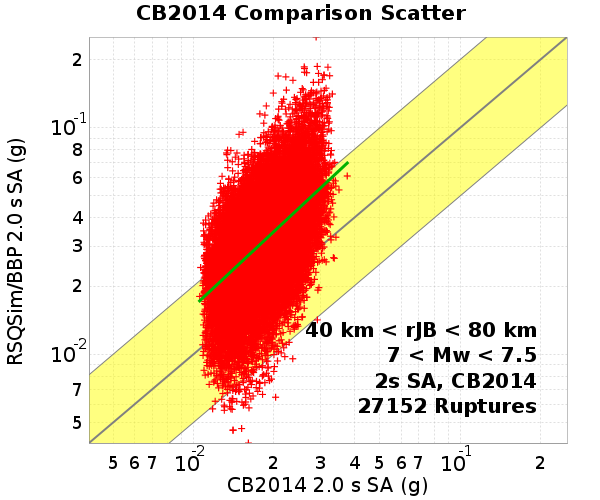 CB2014 Comparison Scatter
RSQSim/BBP 2.0 s SA (g)
2
10^-1
8
6
4
3
2
10^-2
7
5
40 km < rJB < 80 km
7 < Mw < 7.5
2s SA, CB2014
27152 Ruptures
5 6 7 10^-2 2 3 4 5 6 7 10^-1 2
CB2014 2.0 s SA (g)